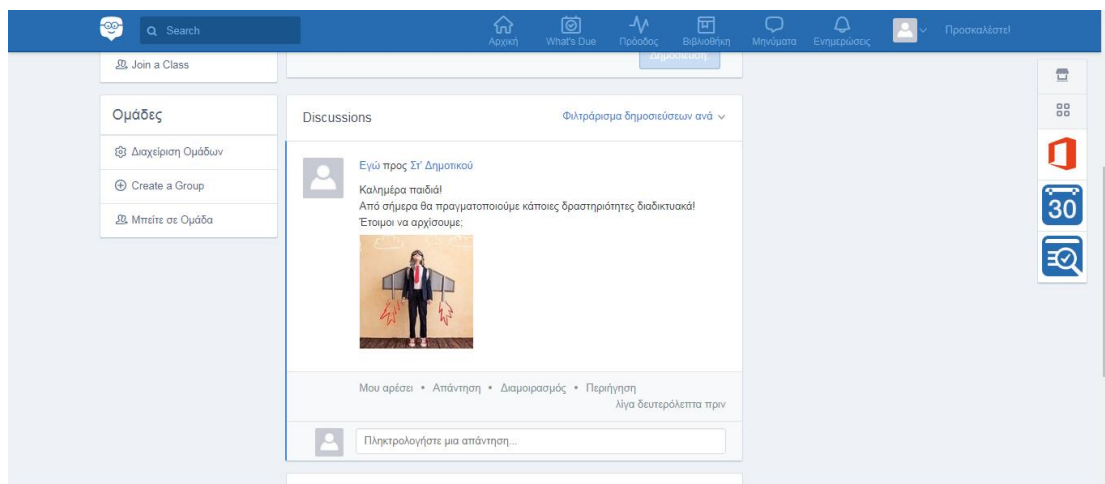 Search
Αρχική
What's Due
Πρόοδος
Βιβλιοθήκη
Μηνύματα
Ενημερώσεις
Προσκαλέστε!
Join a Class
Δημοσίευση
Ομάδες
Διαχείριση Ομάδων
Create a Group
Μπείτε σε Ομάδα
Discussions
Φιλτράρισμα δημοσιεύσεων ανά
Εγώ προς Στ' Δημοτικού
Καλημέρα παιδιά!
Από σήμερα θα πραγματοποιούμε κάποιες δραστηριότητες διαδικτυακά!
Έτοιμοι να αρχίσουμε;
Μου αρέσει • Απάντηση • Διαμοιρασμός • Περιήγηση
λίγα δευτερόλεπτα πριν
Πληκτρολογήστε μια απάντηση...
30